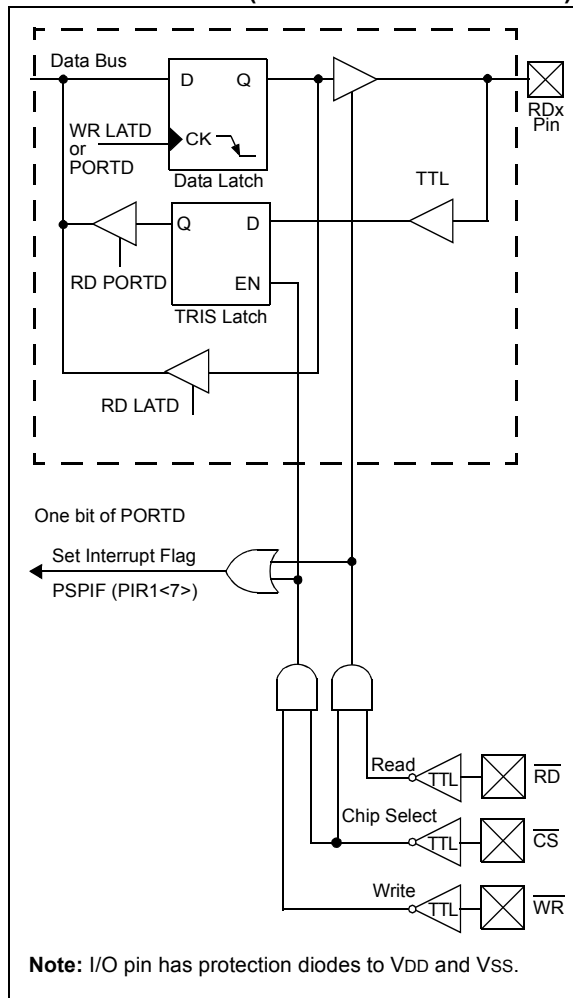 Data Bus
D Q
WR LATD
or
PORTD
CK
Data Latch
RDx
Pin
TTL
Q D
RD PORTD
EN
TRIS Latch
RD LATD
One bit of PORTD
Set Interrupt Flag
PSPIF (PIR1<7>)
Read
TTL
RD
Chip Select
TTL
CS
Write
TTL
WR
Note: I/O pin has protection diodes to VDD and VSS.